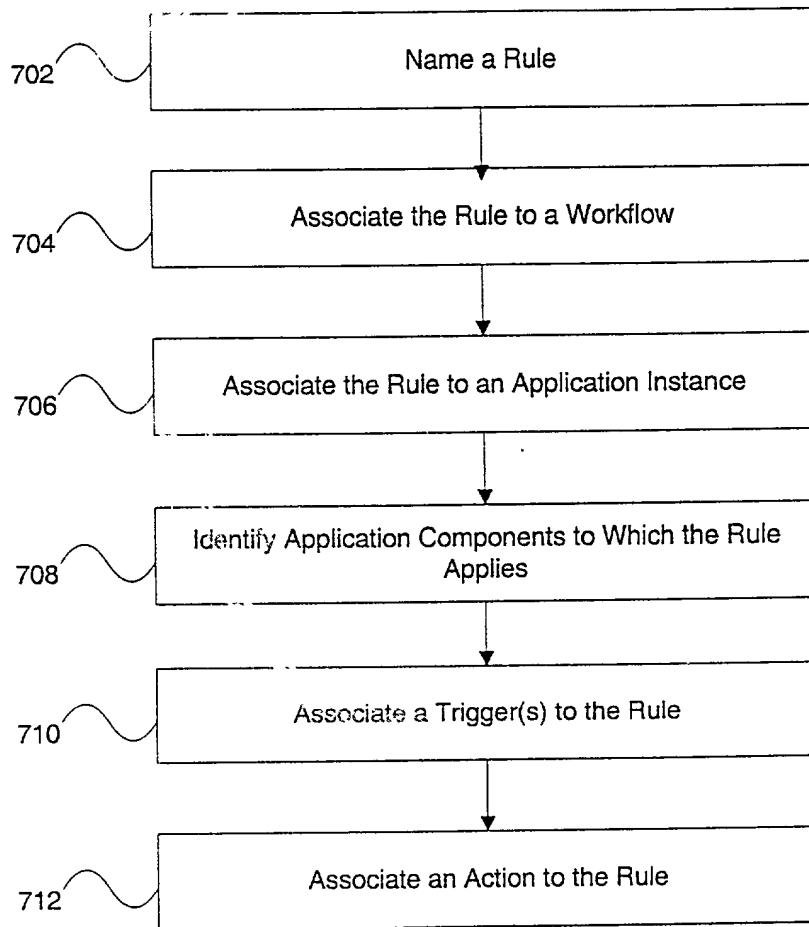 702
Name a Rule
704
Associate the Rule to a Workflow
706
Associate the Rule to an Application Instance
708
Identify Application Components to Which the Rule
Applies
710
Associate a Trigger(s) to the Rule
712
Associate an Action to the Rule